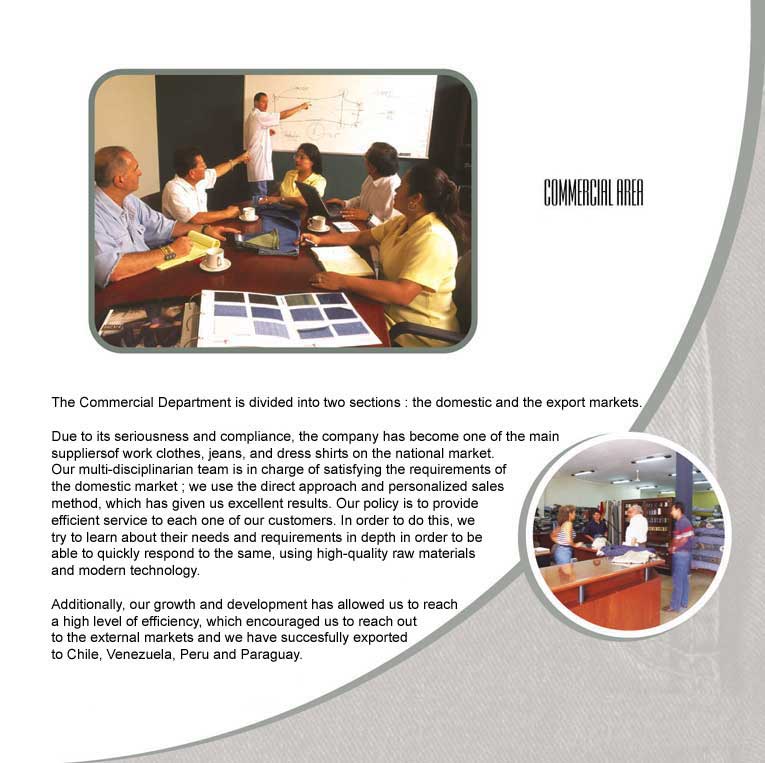 COMMERCIAL AREA
The Commercial Department is divided into two sections : the domestic and the export markets.
Due to its seriousness and compliance, the company has become one of the main
suppliersof work clothes, jeans, and dress shirts on the national market.
Our multi-disciplinarian team is in charge of satisfying the requirements of
the domestic market ; we use the direct approach and personalized sales
method, which has given us excellent results. Our policy is to provide
efficient service to each one of our customers. In order to do this, we
try to learn about their needs and requirements in depth in order to be
able to quickly respond to the same, using high-quality raw materials
and modern technology.
Additionally, our growth and development has allowed us to reach
a high level of efficiency, which encouraged us to reach out
to the external markets and we have succesfully exported
to Chile, Venezuela, Peru and Paraguay.